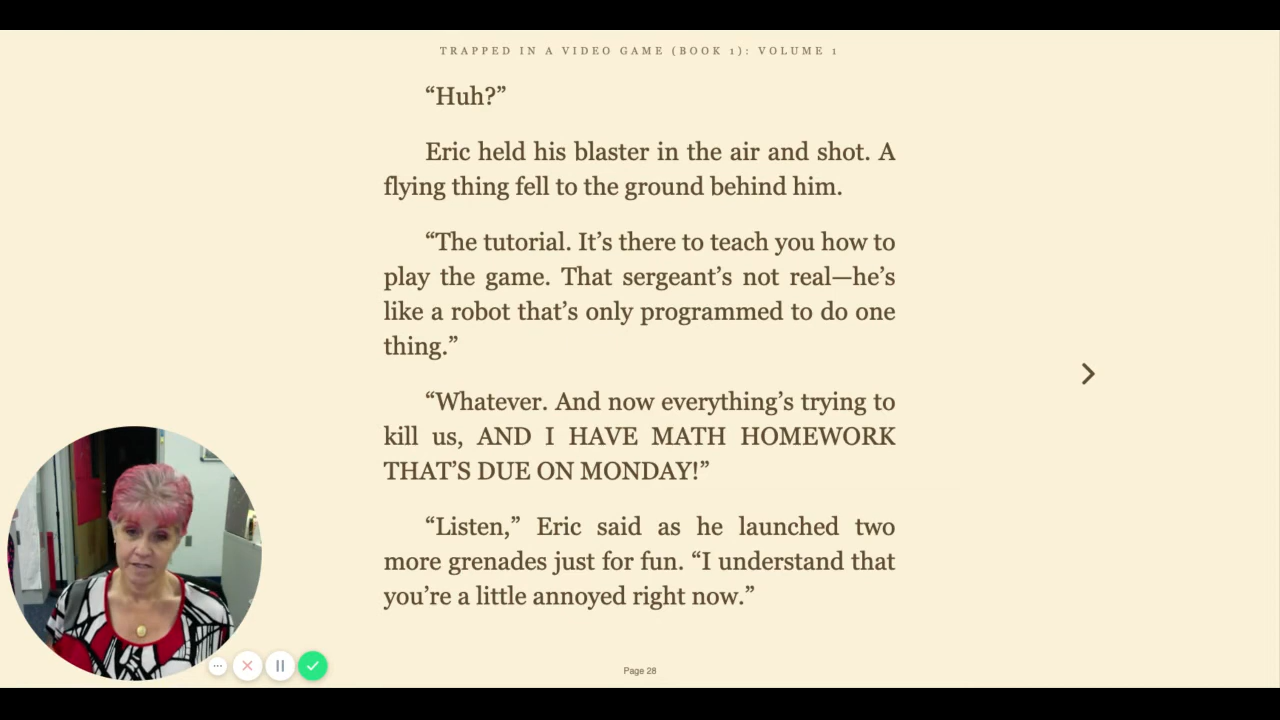 TRAPPED IN A VIDEO GAME (BOOK 1): VOLUME 1
“Huh?”
Eric held his blaster in the air and shot. A
flying thing fell to the ground behind him.
“The tutorial. It’s there to teach you how to
play the game. That sergeant’s not real—he’s
like a robot that’s only programmed to do one
thing.”
“Whatever. And now everything’s trying to
kill us, AND I HAVE MATH HOMEWORK
THAT’S DUE ON MONDAY!”
“Listen,” Eric said as he launched two
more grenades just for fun. “I understand that
you’re a little annoyed right now.”
Page 28